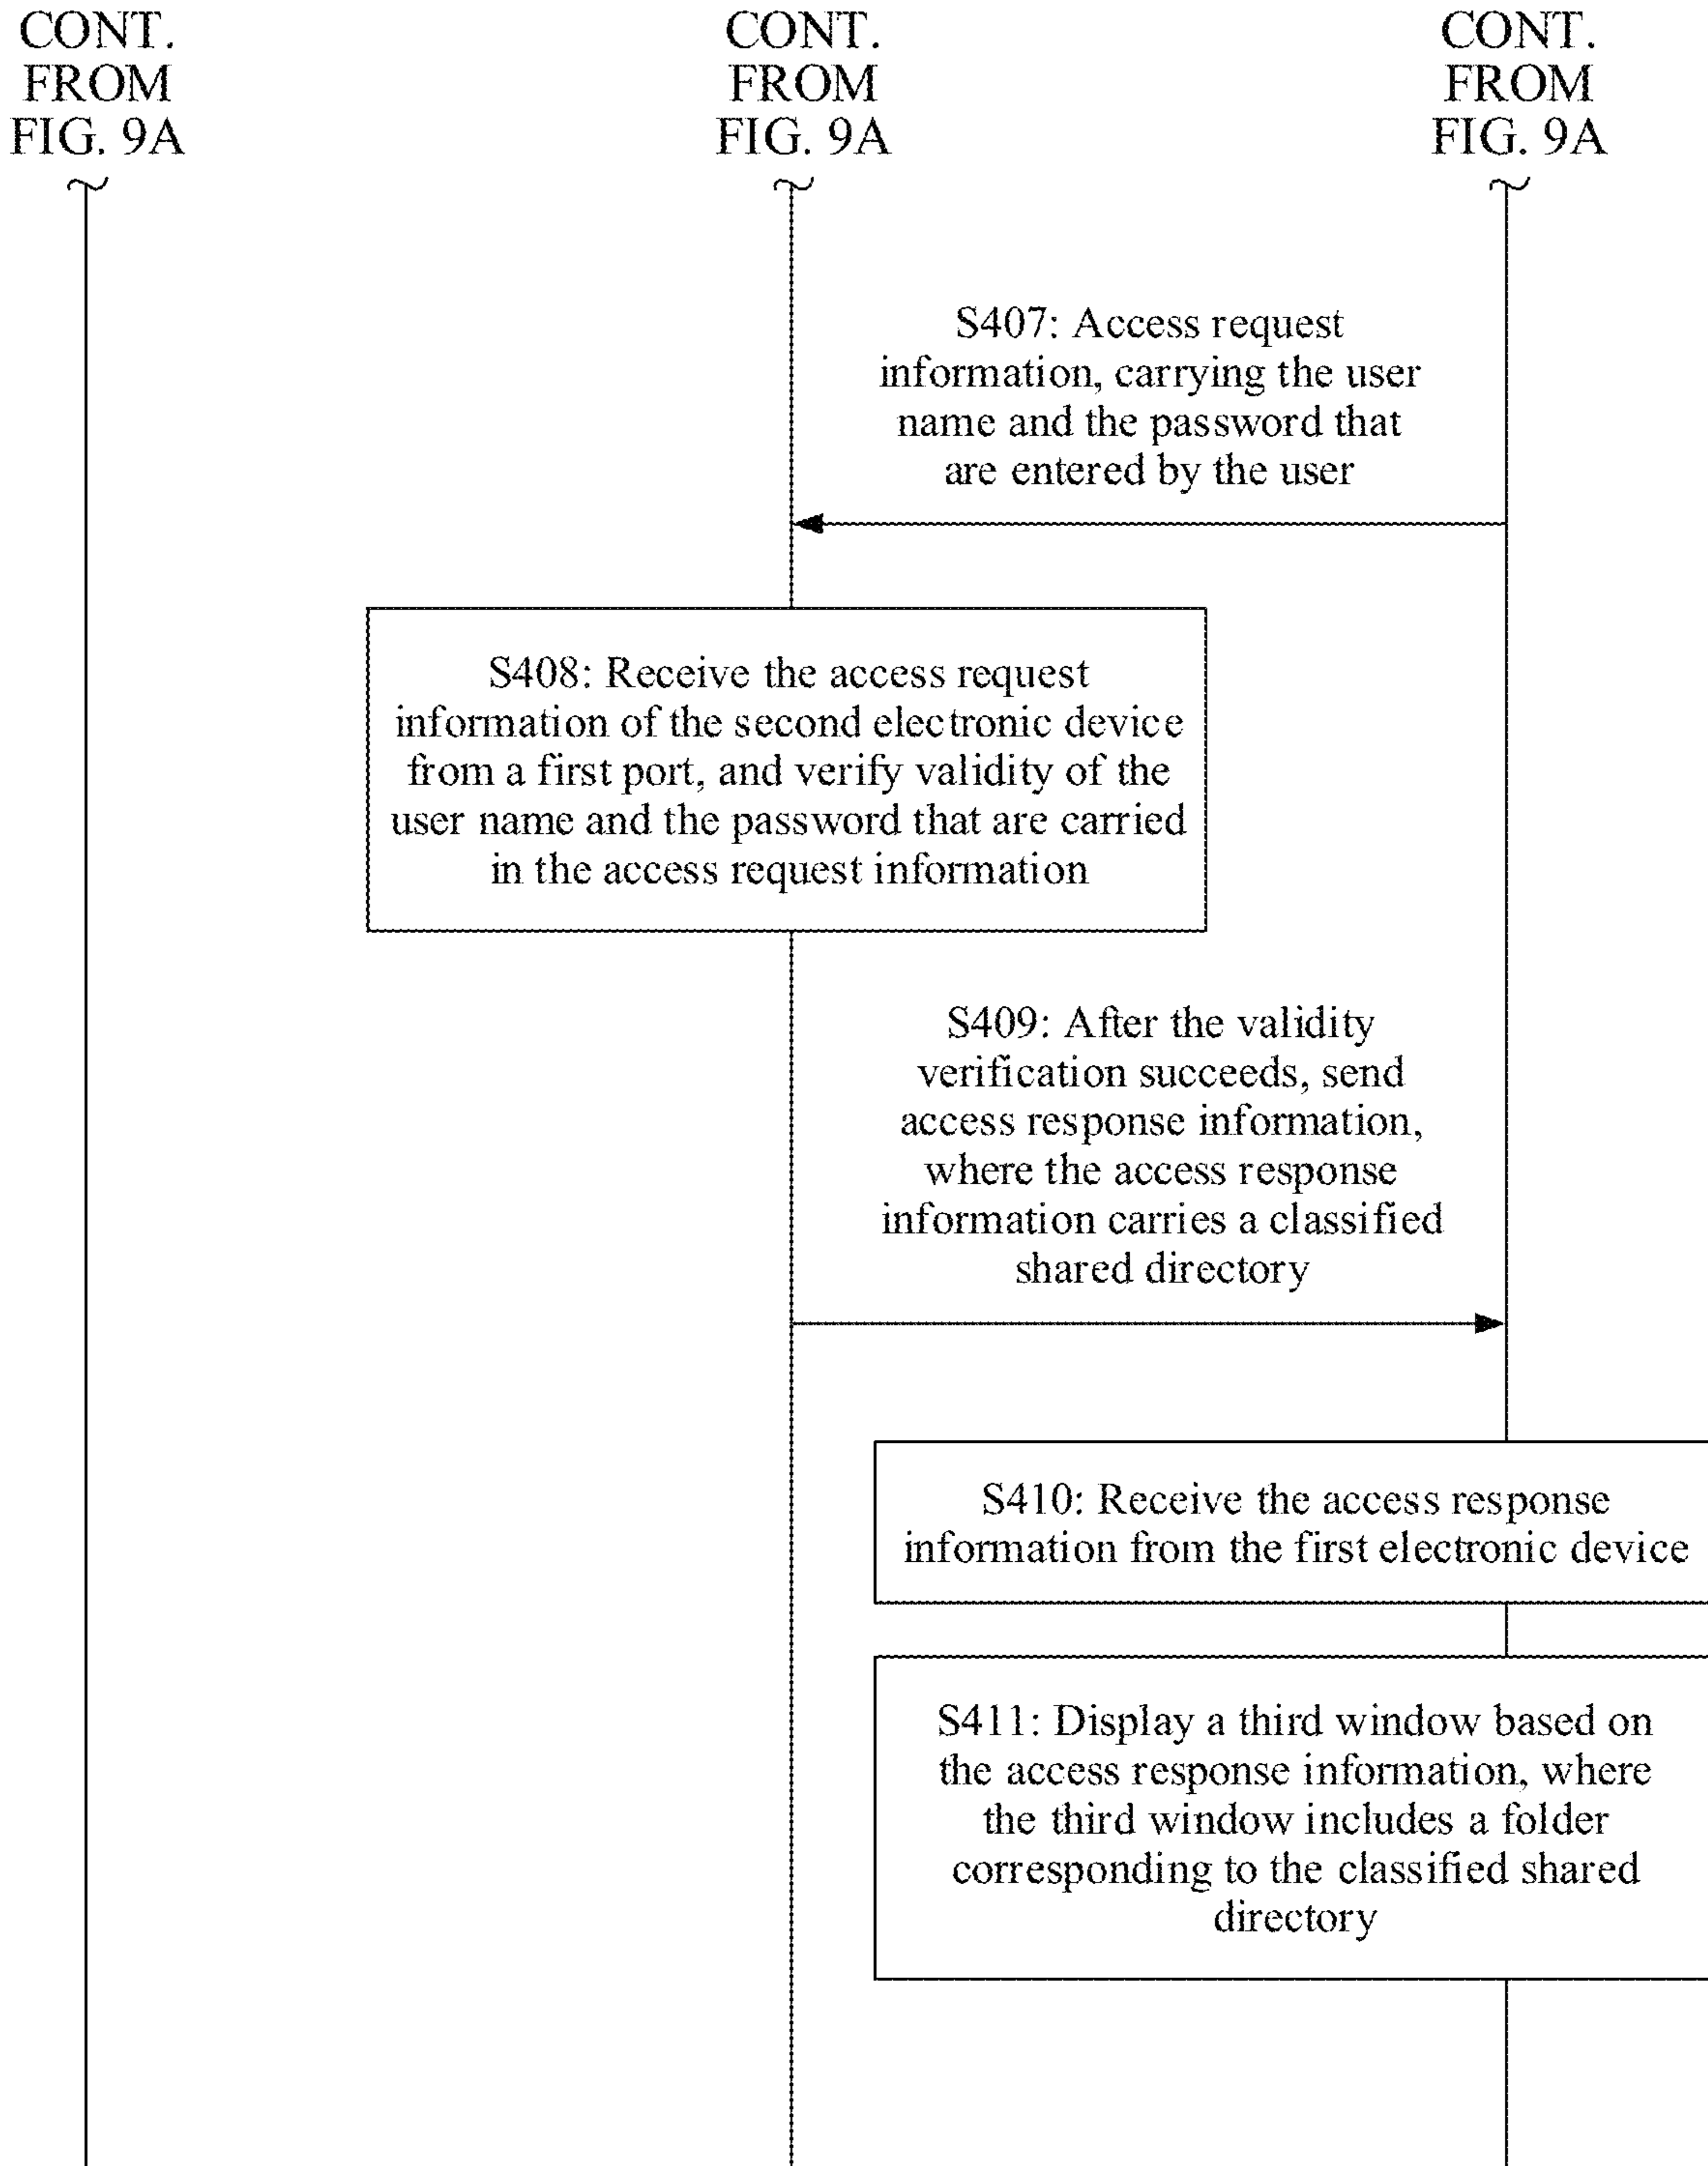 CONT.
FROM
FIG. 9A
CONT.
FROM
FIG. 9A
CONT.
FROM
FIG. 9A
S407: Access request
information, carrying the user
name and the password that
are entered by the user
S408: Receive the access request
information of the second electronic device
from a first port, and verify validity of the
user name and the password that are carried
in the access request information
S409: After the validity
verification succeeds, send
access response information,
where the access response
information carries a classified
shared directory
S410: Receive the access response
information from the first electronic device
S411: Display a third window based on
the access response information, where
the third window includes a folder
corresponding to the classified shared
directory